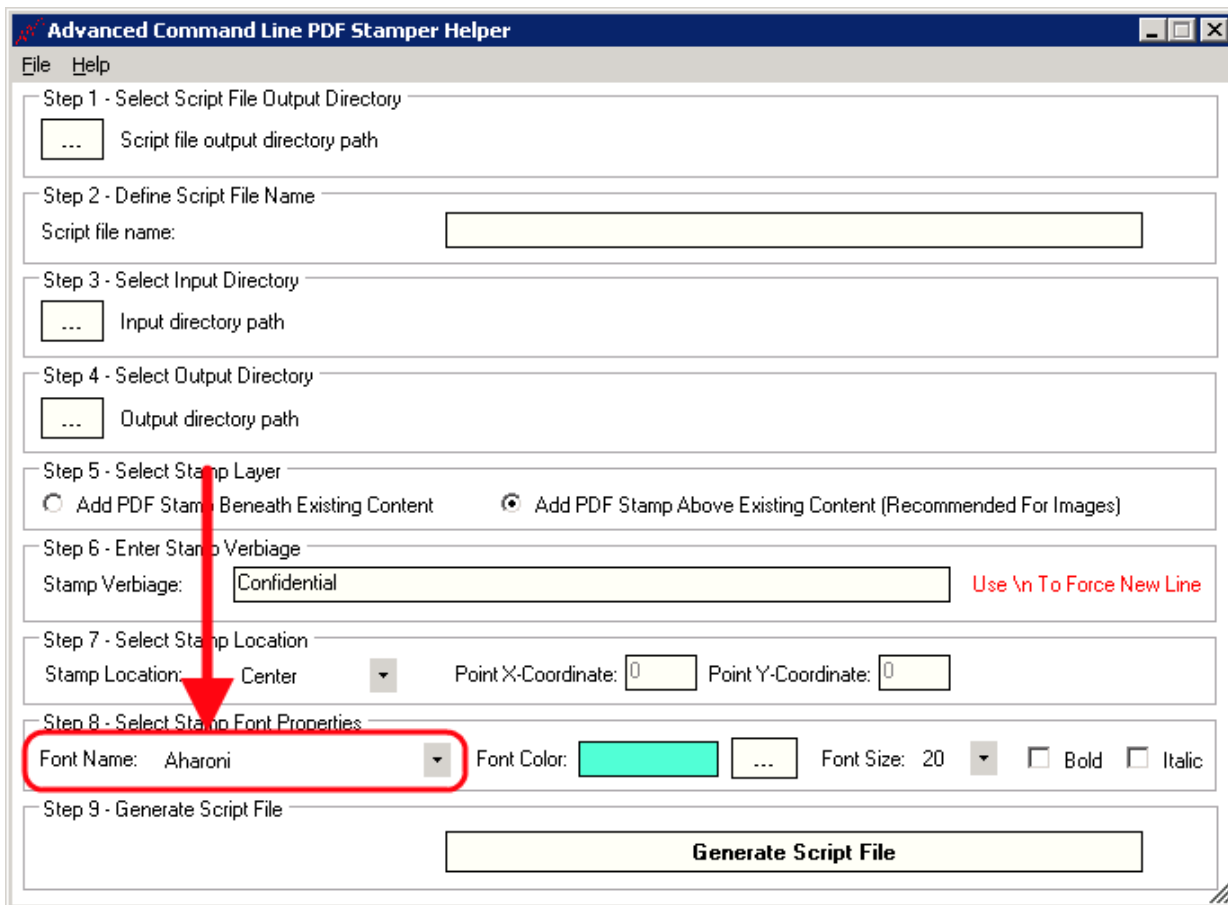 Advanced Command Line PDF Stamper Helper
File Help
Step 1 - Select Script File Output Directory
... Script file output directory path
Step 2 - Define Script File Name
Script file name:
Step 3 - Select Input Directory
... Input directory path
Step 4 - Select Output Directory
... Output directory path
Step 5 - Select Stamp Layer
Add PDF Stamp Beneath Existing Content Add PDF Stamp Above Existing Content (Recommended For Images)
Step 6 - Enter Stamp Verbiage
Stamp Verbiage: Confidential Use \n To Force New Line
Step 7 - Select Stamp Location
Stamp Location: Center Point X-Coordinate: 0 Point Y-Coordinate: 0
Step 8 - Select Stamp Font Properties
Font Name: Aharoni Font Color: ... Font Size: 20 Bold Italic
Step 9 - Generate Script File
Generate Script File